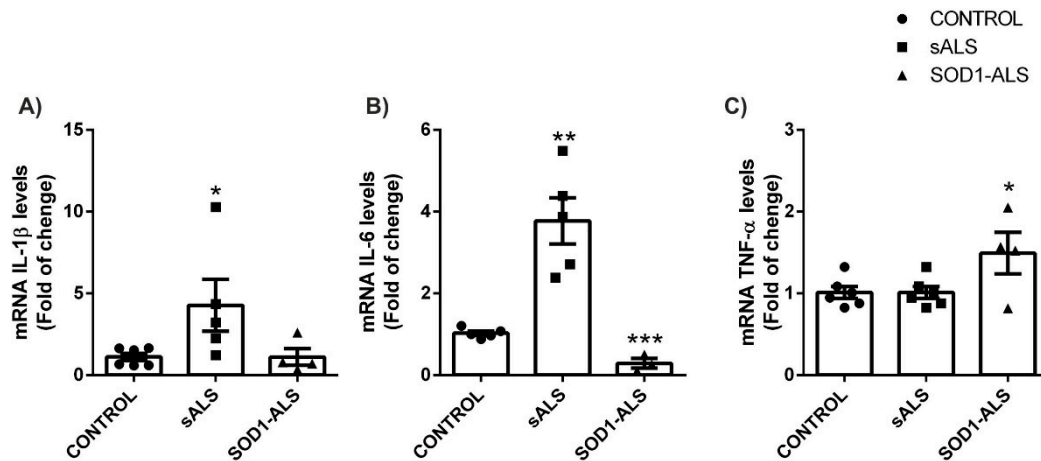 CONTROL
sALS
SOD1-ALS
A)
mRNA IL-1β levels
(Fold of chenge)
15
10
5
0
*
CONTROL
sALS
SOD1-ALS
B)
mRNA IL-6 levels
(Fold of chenge)
6
4
2
0
**
***
CONTROL
sALS
SOD1-ALS
C)
mRNA TNF-α levels
(Fold of chenge)
3
2
1
0
*
CONTROL
sALS
SOD1-ALS